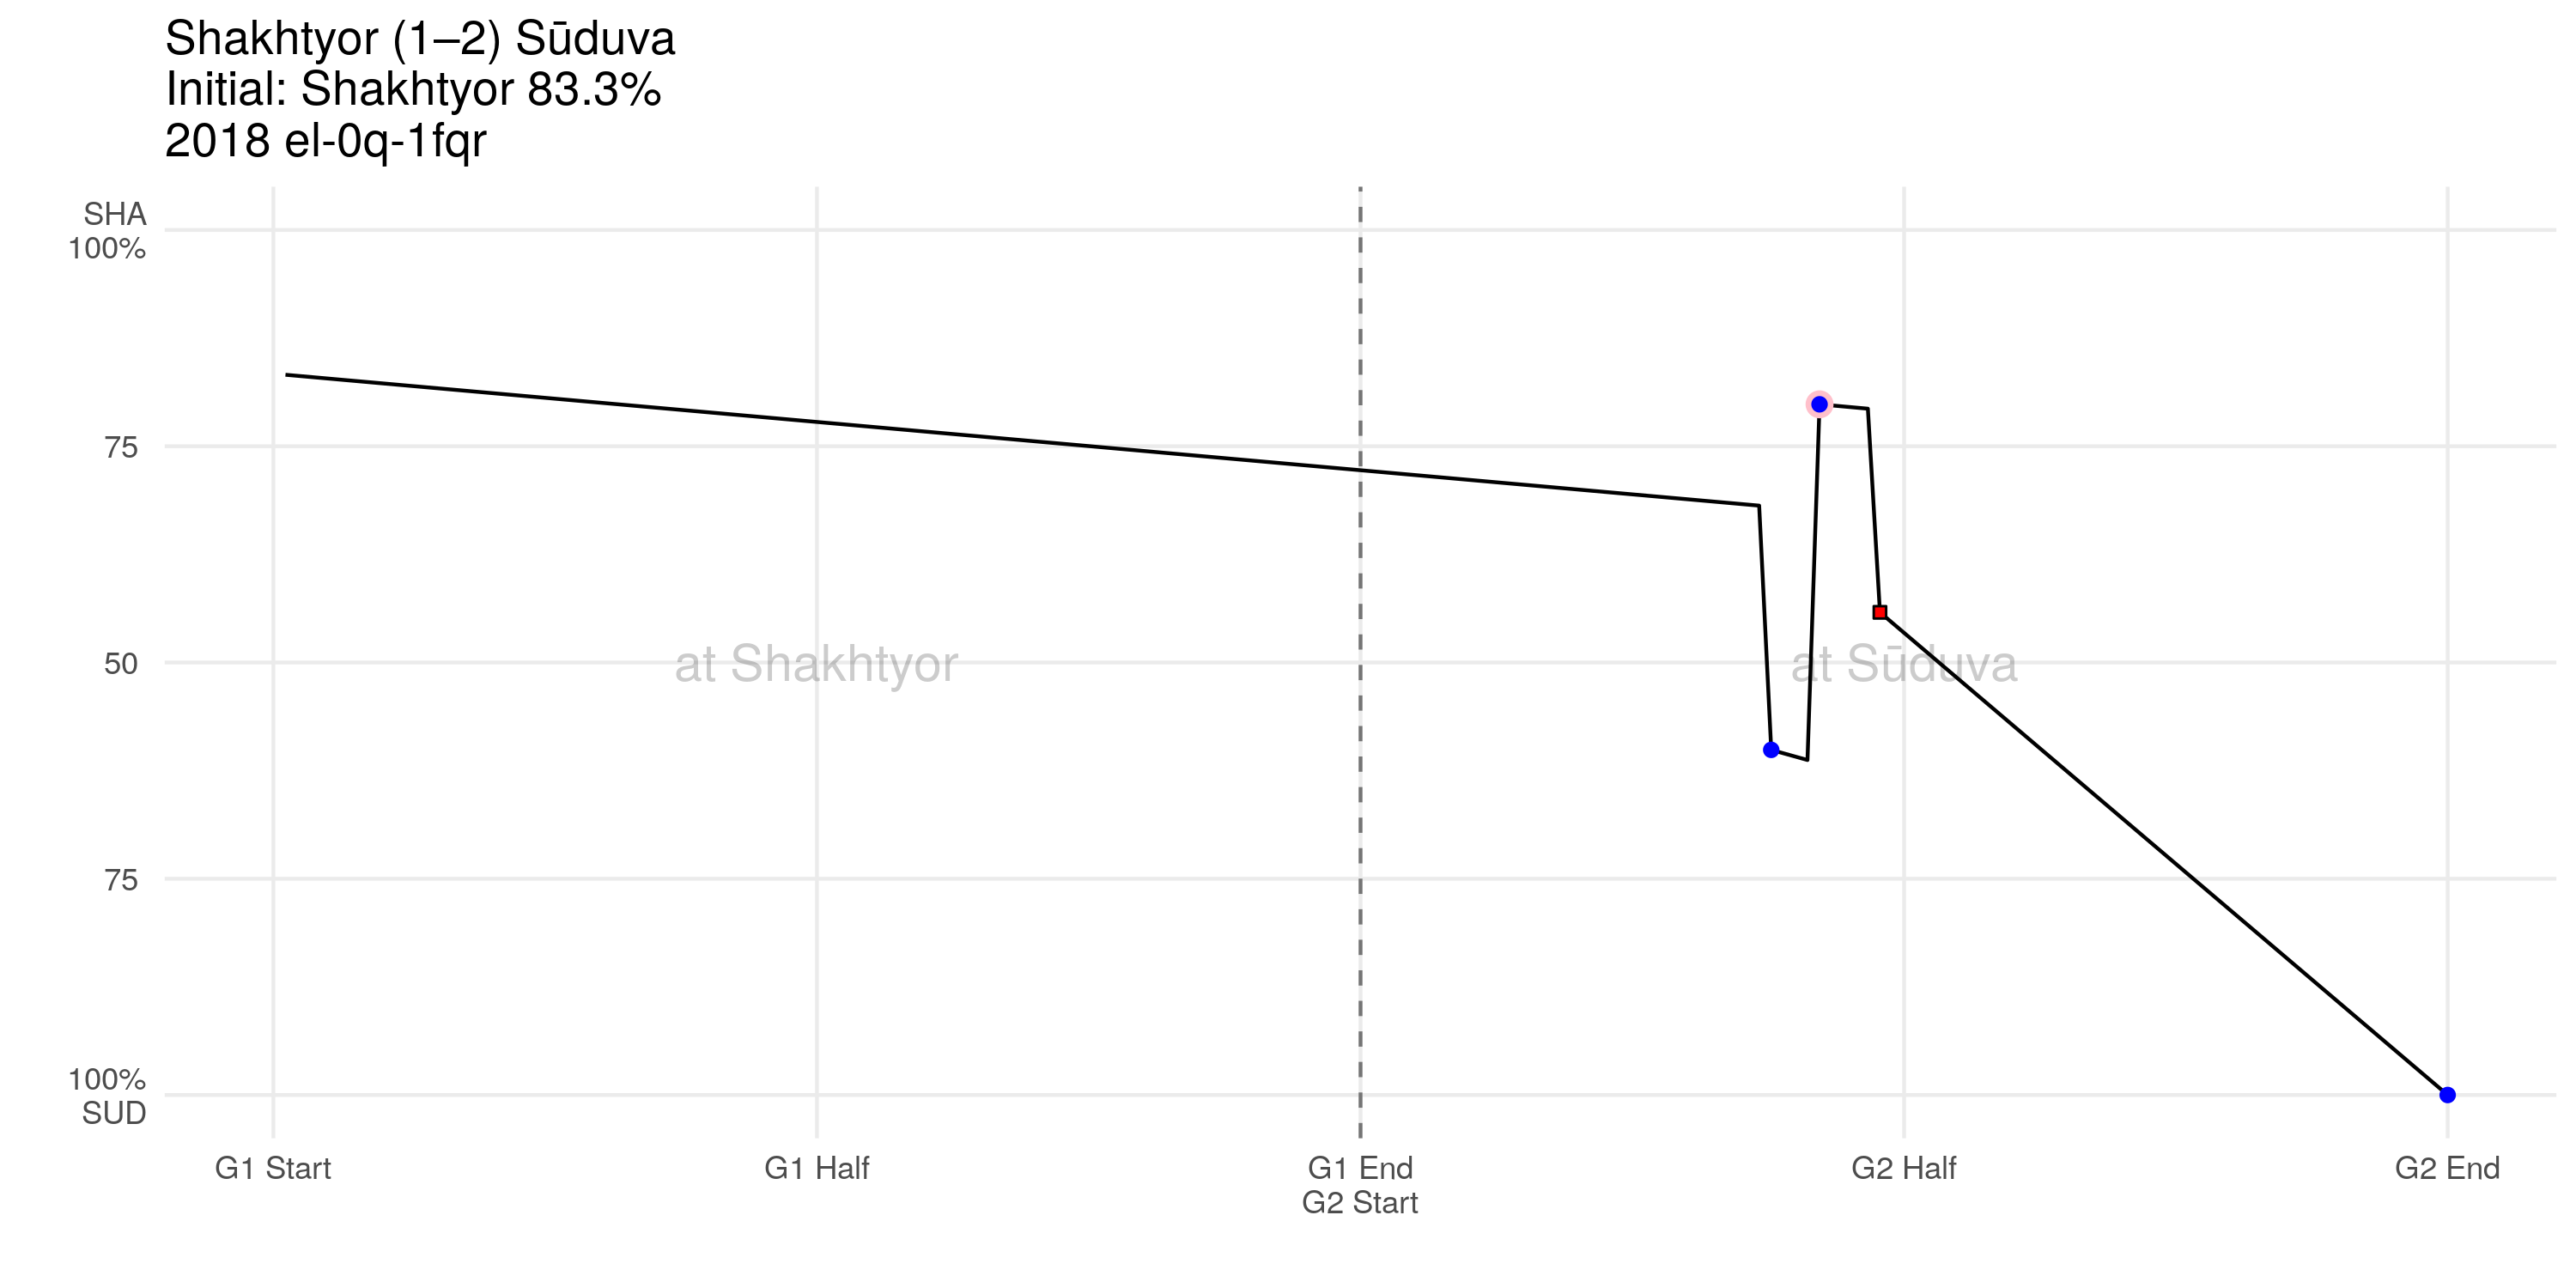 Shakhtyor (1–2) Sūduva
Initial: Shakhtyor 83.3%
2018 el-0q-1fqr
SHA
100%
75
50
75
100%
SUD
at Shakhtyor
at Sūduva
G1 Start
G1 Half
G1 End
G2 Start
G2 Half
G2 End